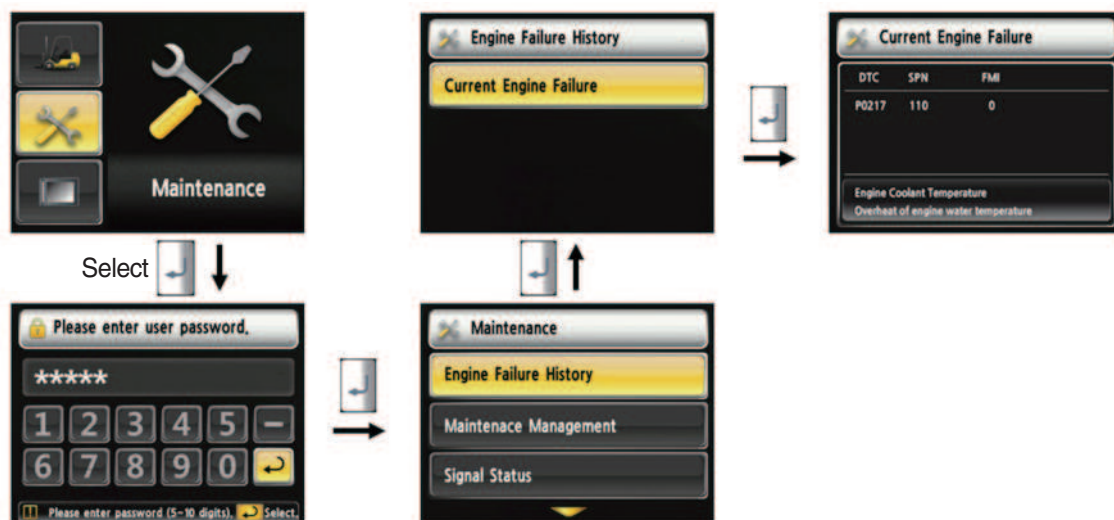 Maintenance
Select
Please enter user password.
*****
1 2 3 4 5 -
6 7 8 9 0
Please enter password (5-10 digits). Select.
Maintenance
Engine Failure History
Maintenace Management
Signal Status
Engine Failure History
Current Engine Failure
Current Engine Failure
DTC SPN FMI
P0217 110 0
Engine Coolant Temperature
Overheat of engine water temperature